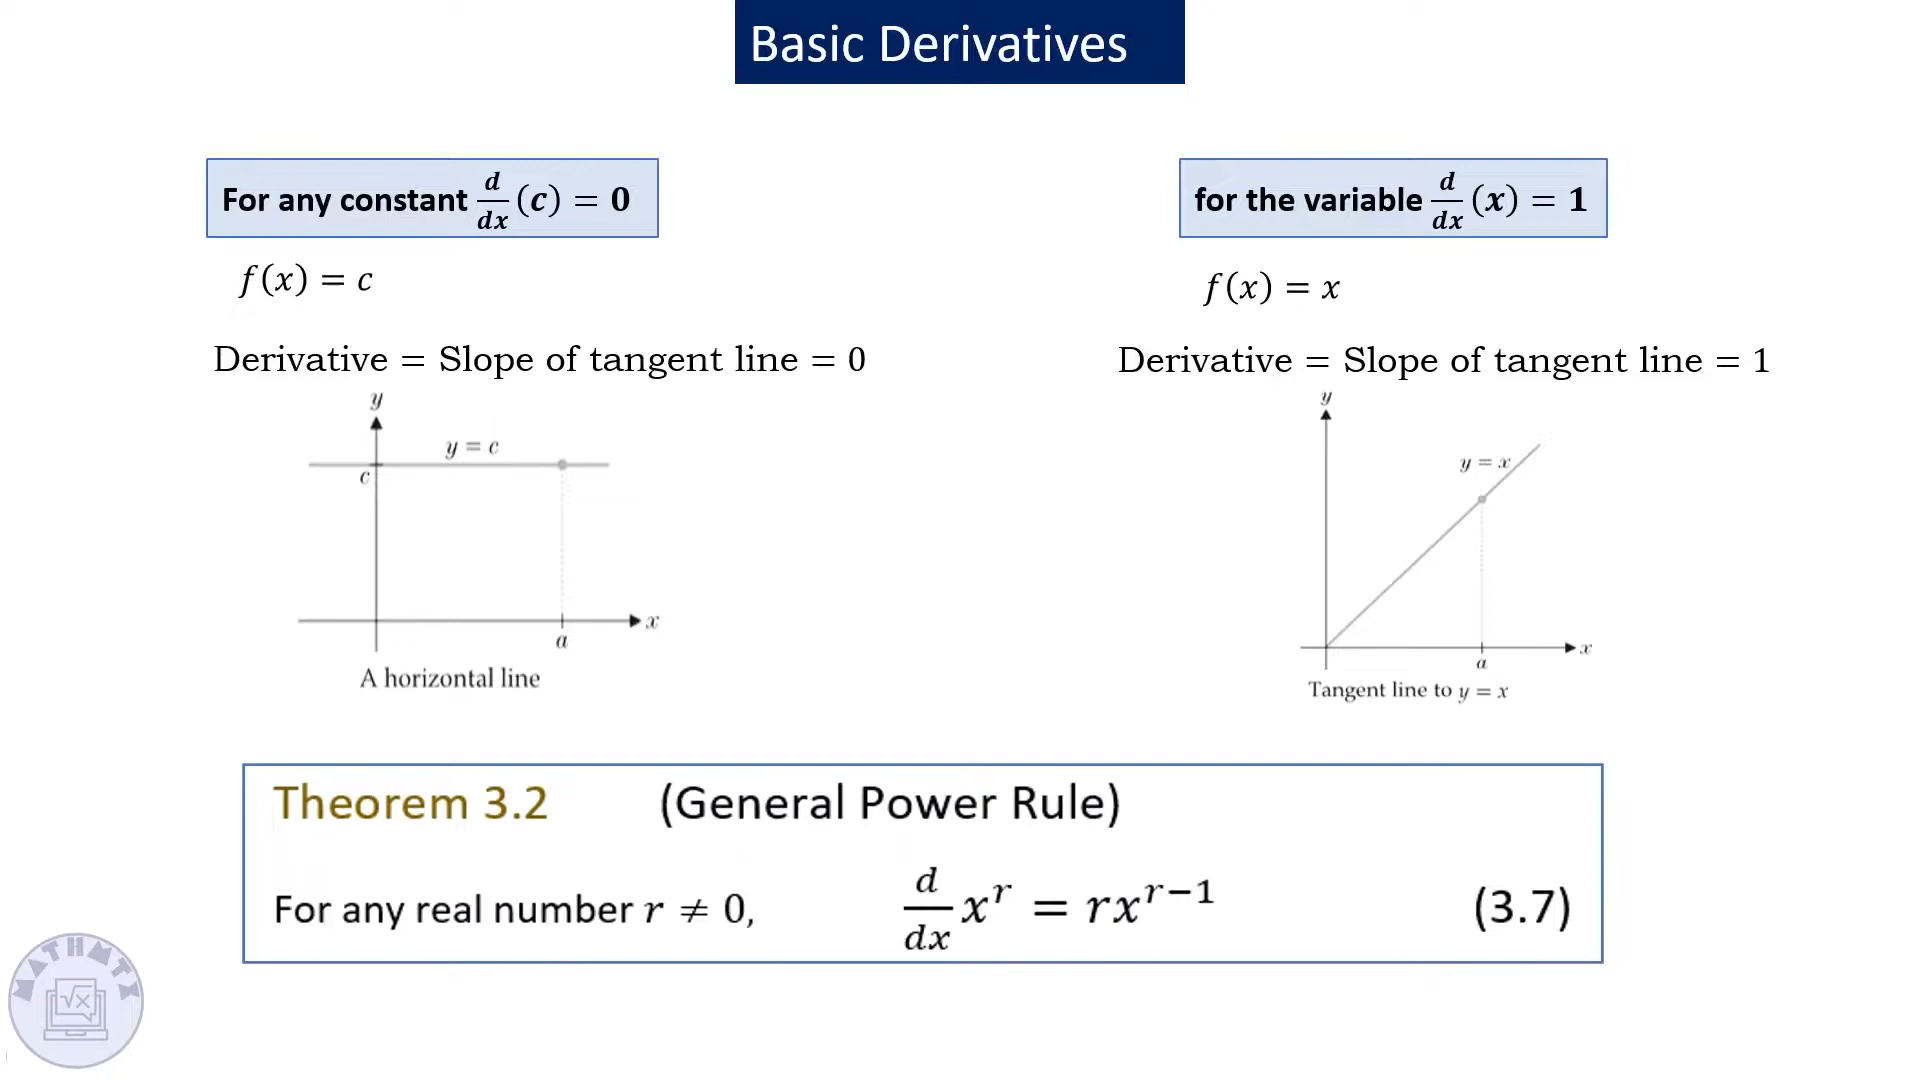 Basic Derivatives
For any constant d/dx (c) = 0
f(x) = c
Derivative = Slope of tangent line = 0
y
y = c
c
x
a
A horizontal line
for the variable d/dx (x) = 1
f(x) = x
Derivative = Slope of tangent line = 1
y
y = x
x
a
Tangent line to y = x
Theorem 3.2 (General Power Rule)
For any real number r ≠ 0, d/dx x^r = rx^{r−1} (3.7)
MATHMTX
√x